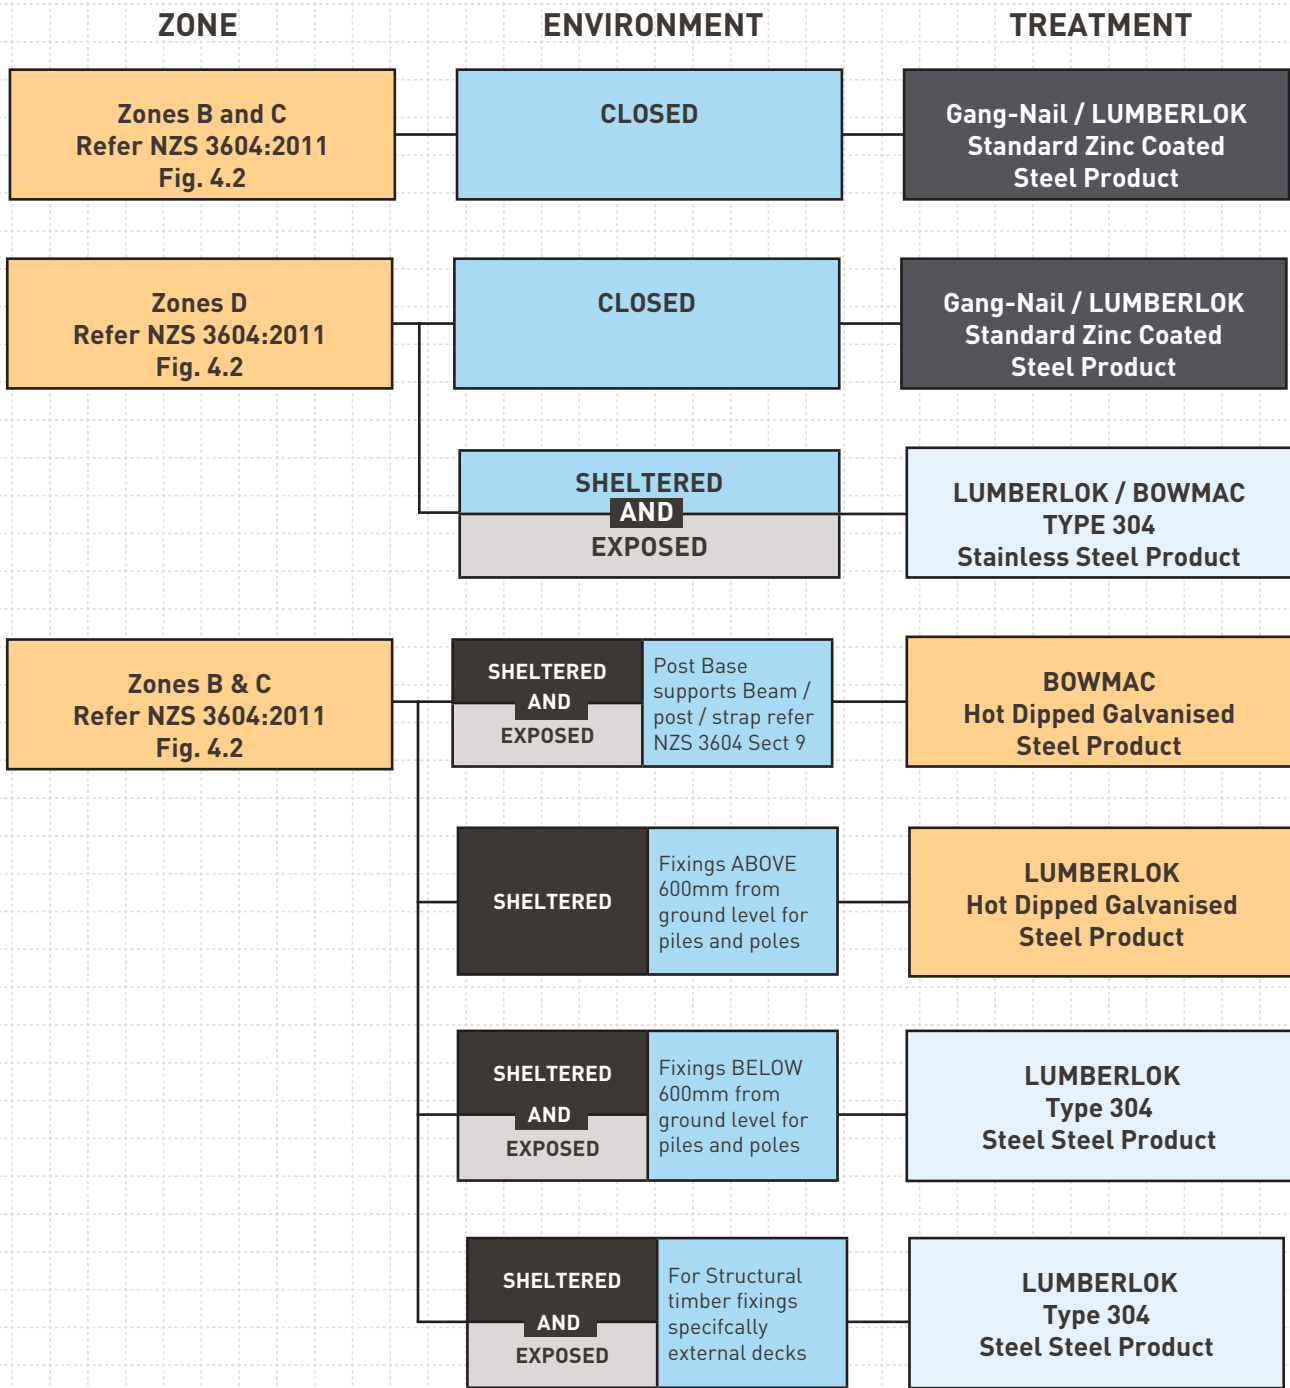 ZONE
ENVIRONMENT
TREATMENT
Zones B and C
Refer NZS 3604:2011
Fig. 4.2
CLOSED
Gang-Nail / LUMBERLOK
Standard Zinc Coated
Steel Product
Zones D
Refer NZS 3604:2011
Fig. 4.2
CLOSED
Gang-Nail / LUMBERLOK
Standard Zinc Coated
Steel Product
SHELTERED
AND
EXPOSED
LUMBERLOK / BOWMAC
TYPE 304
Stainless Steel Product
Zones B & C
Refer NZS 3604:2011
Fig. 4.2
SHELTERED
AND
EXPOSED
Post Base
supports Beam /
post / strap refer
NZS 3604 Sect 9
BOWMAC
Hot Dipped Galvanised
Steel Product
SHELTERED
Fixings ABOVE
600mm from
ground level for
piles and poles
LUMBERLOK
Hot Dipped Galvanised
Steel Product
SHELTERED
AND
EXPOSED
Fixings BELOW
600mm from
ground level for
piles and poles
LUMBERLOK
Type 304
Steel Steel Product
SHELTERED
AND
EXPOSED
For Structural
timber fixings
specifcally
external decks
LUMBERLOK
Type 304
Steel Steel Product